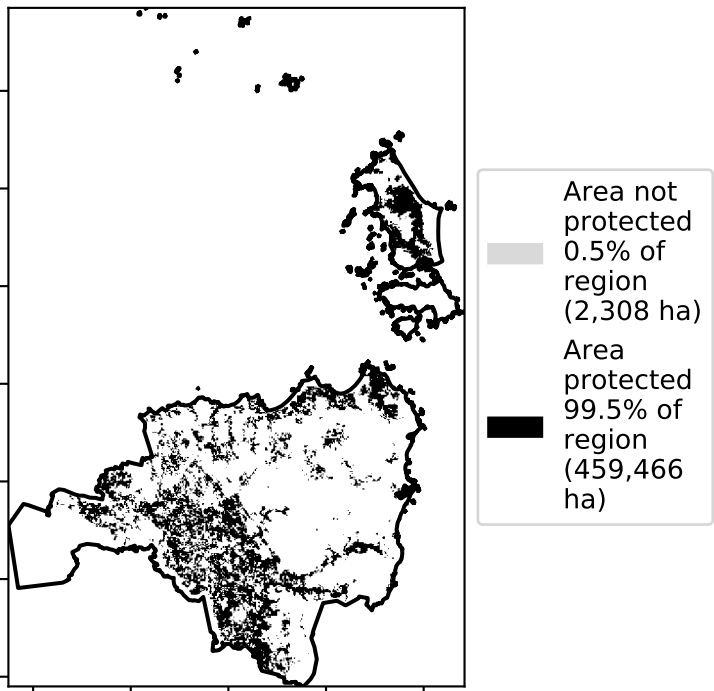 Area not
protected
0.5% of
region
(2,308 ha)
Area
protected
99.5% of
region
(459,466
ha)